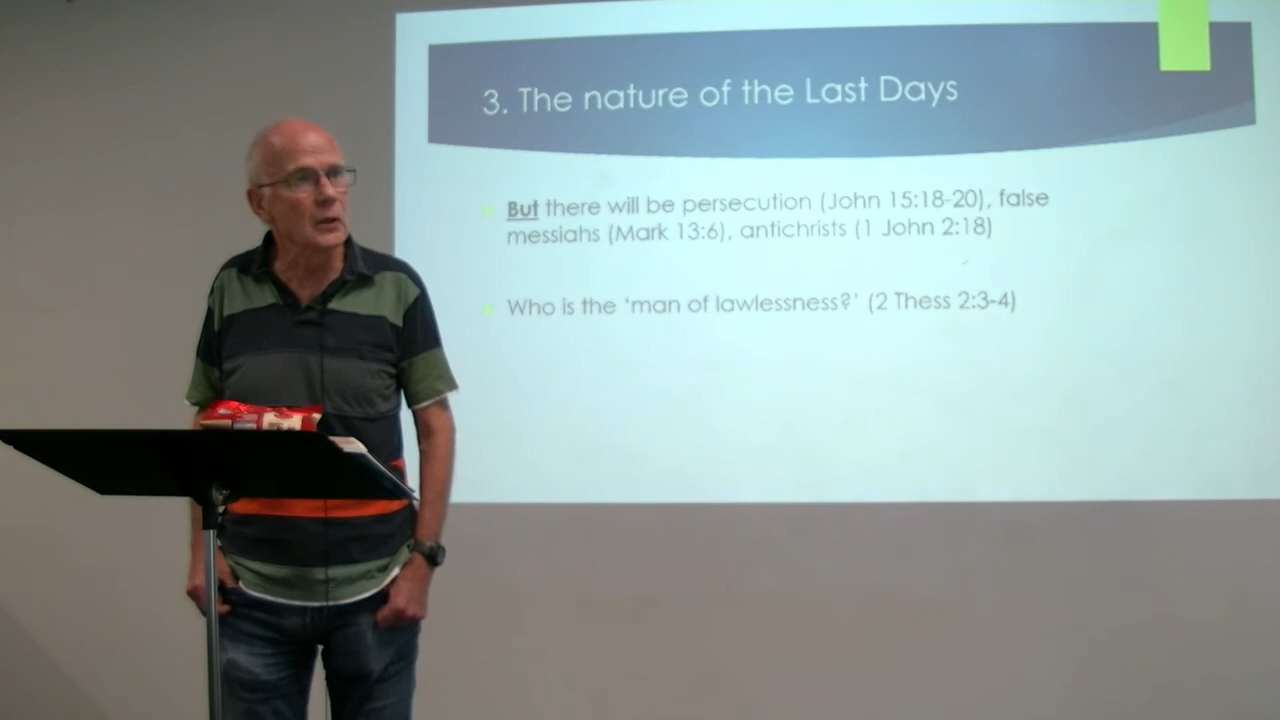 3. The nature of the Last Days
But there will be persecution (John 15:18-20), false
messiahs (Mark 13:6), antichrists (1 John 2:18)
Who is the ‘man of lawlessness?’ (2 Thess 2:3-4)